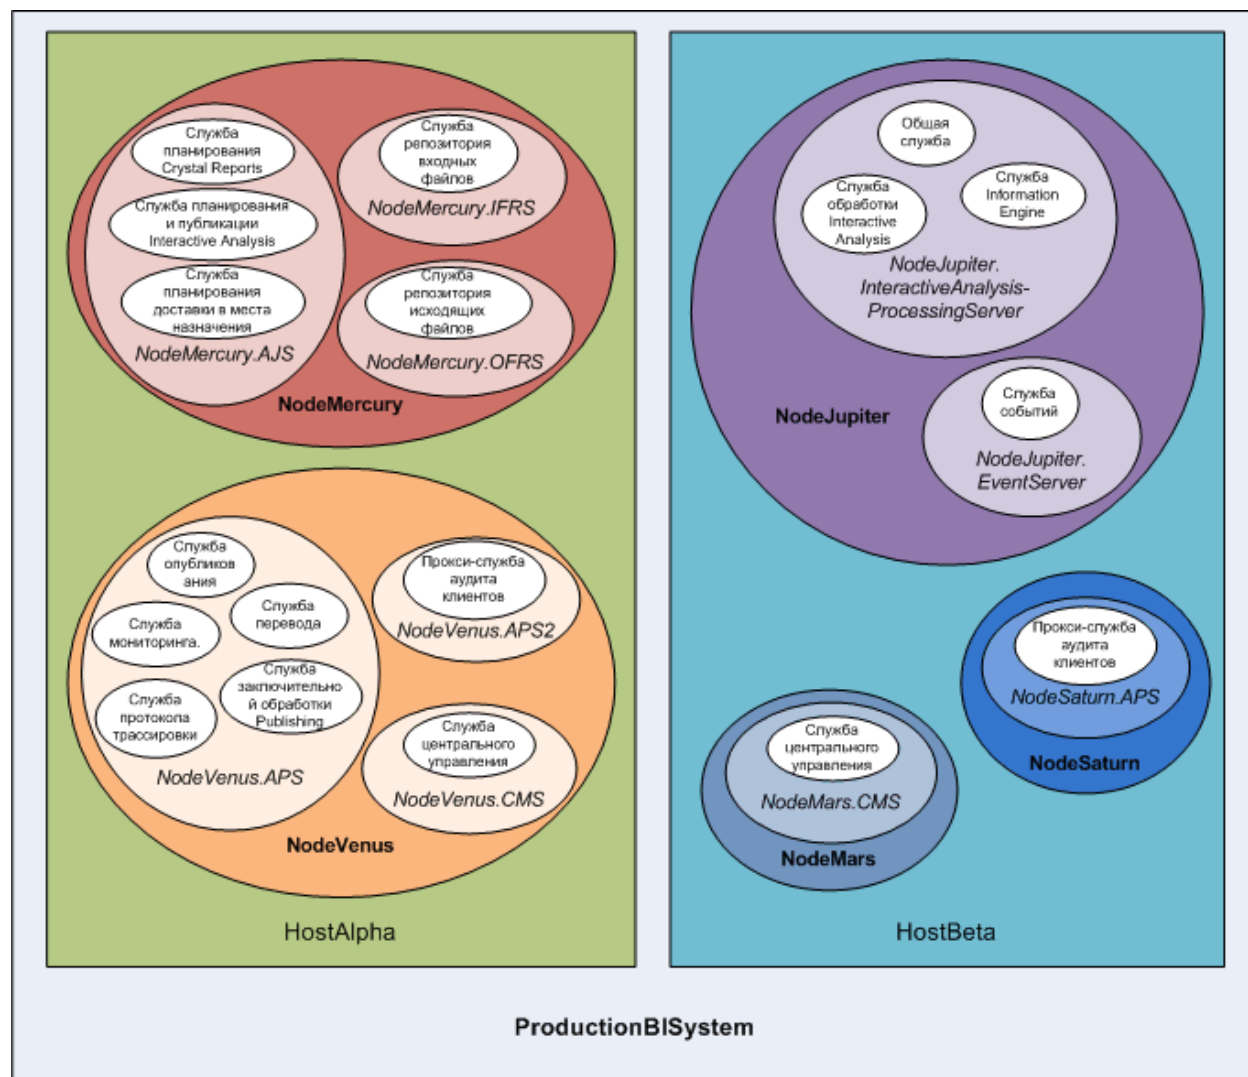 Служба
планирования
Crystal Reports
Служба планирования
и публикации
Interactive Analysis
Служба
планирования
доставки в места
назначения
NodeMercury.AJS
Служба
репозитория
входных
файлов
NodeMercury.IFRS
Служба
репозитория
исходящих
файлов
NodeMercury.OFRS
NodeMercury
Служба
опубликов
ания
Служба
перевода
Служба
мониторинга.
Служба
заключительно
й обработки
Publishing
Служба
протокола
трассировки
NodeVenus.APS
Прокси-служба
аудита
клиентов
NodeVenus.APS2
Служба
центрального
управления
NodeVenus.CMS
NodeVenus
HostAlpha
Общая
служба
Служба
обработки
Interactive
Analysis
Служба
Information
Engine
NodeJupiter.
InteractiveAnalysis-
ProcessingServer
NodeJupiter
Служба
событий
NodeJupiter.
EventServer
Прокси-служба
аудита
клиентов
NodeSaturn.APS
NodeSaturn
Служба
центрального
управления
NodeMars.CMS
NodeMars
HostBeta
ProductionBISystem